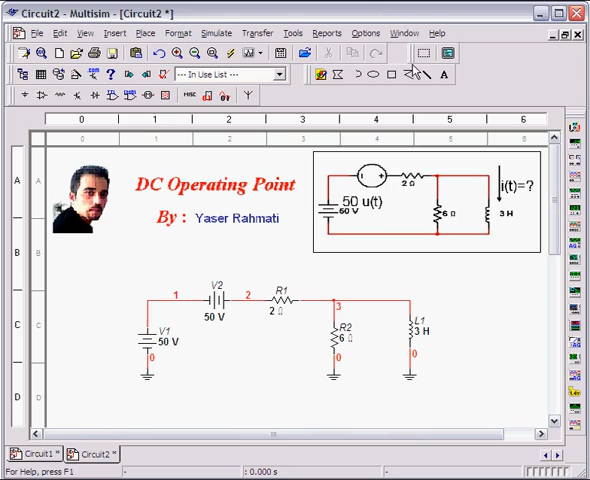 Circuit2 - Multisim - [Circuit2 *]
File Edit View Insert Place Simulate Transfer Tools Reports Options Window Help
--- In Use List ---
0 1 2 3 4 5 6
0 1 2 3 4 5 6
A A
B B
C C
D D
DC Operating Point
By : Yaser Rahmati
50 u(t)
60 V
2 Ω
6 Ω
3 H
i(t)=?
1
V2
50 V
2
R1
2 Ω
3
V1
50 V
0
R2
6 Ω
0
L1
3 H
0
Circuit1 * Circuit2 *
For Help, press F1
- : 0.000 s -